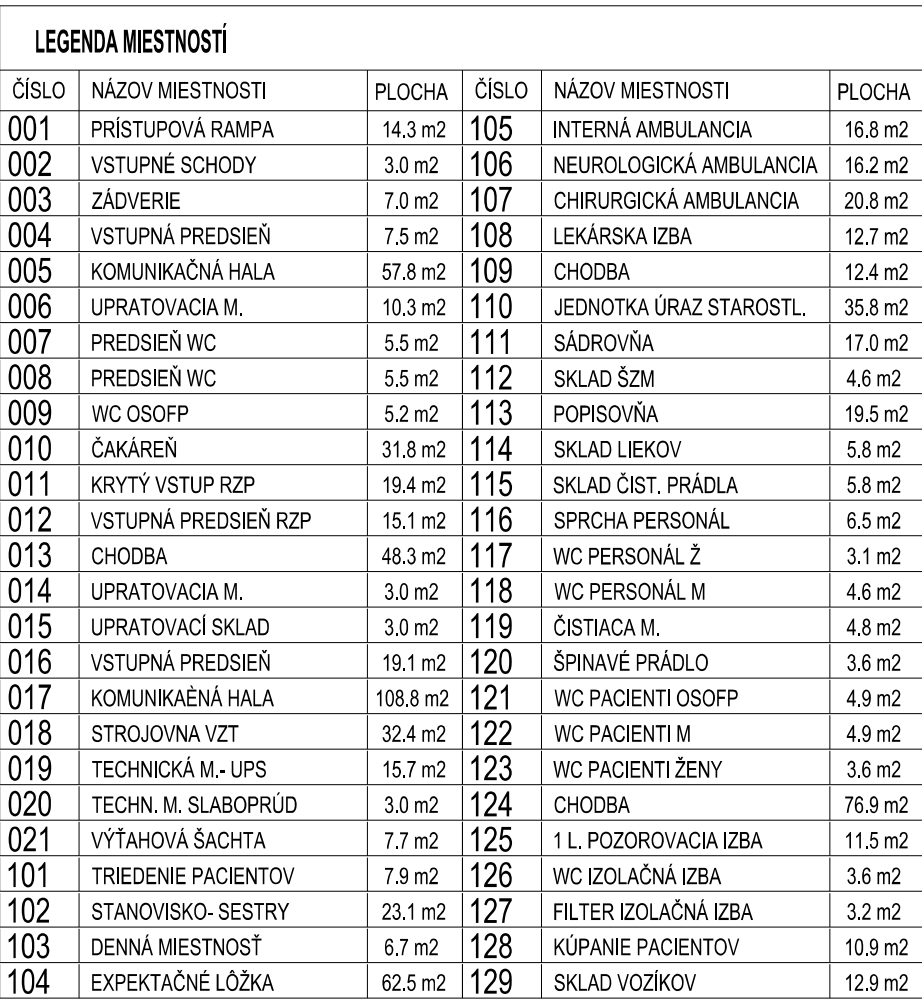 LEGENDA MIESTNOSTÍ
ČÍSLO NÁZOV MIESTNOSTI PLOCHA ČÍSLO NÁZOV MIESTNOSTI PLOCHA
001 PRÍSTUPOVÁ RAMPA 14.3 m2 105 INTERNÁ AMBULANCIA 16.8 m2
002 VSTUPNÉ SCHODY 3.0 m2 106 NEUROLOGICKÁ AMBULANCIA 16.2 m2
003 ZÁDVERIE 7.0 m2 107 CHIRURGICKÁ AMBULANCIA 20.8 m2
004 VSTUPNÁ PREDSIEŇ 7.5 m2 108 LEKÁRSKA IZBA 12.7 m2
005 KOMUNIKAČNÁ HALA 57.8 m2 109 CHODBA 12.4 m2
006 UPRATOVACIA M. 10.3 m2 110 JEDNOTKA ÚRAZ STAROSTL. 35.8 m2
007 PREDSIEŇ WC 5.5 m2 111 SÁDROVŇA 17.0 m2
008 PREDSIEŇ WC 5.5 m2 112 SKLAD ŠZM 4.6 m2
009 WC OSOFP 5.2 m2 113 POPISOVŇA 19.5 m2
010 ČAKÁREŇ 31.8 m2 114 SKLAD LIEKOV 5.8 m2
011 KRYTÝ VSTUP RZP 19.4 m2 115 SKLAD ČIST. PRÁDLA 5.8 m2
012 VSTUPNÁ PREDSIEŇ RZP 15.1 m2 116 SPRCHA PERSONÁL 6.5 m2
013 CHODBA 48.3 m2 117 WC PERSONÁL Ž 3.1 m2
014 UPRATOVACIA M. 3.0 m2 118 WC PERSONÁL M 4.6 m2
015 UPRATOVACÍ SKLAD 3.0 m2 119 ČISTIACA M. 4.8 m2
016 VSTUPNÁ PREDSIEŇ 19.1 m2 120 ŠPINAVÉ PRÁDLO 3.6 m2
017 KOMUNIKAÈNÁ HALA 108.8 m2 121 WC PACIENTI OSOFP 4.9 m2
018 STROJOVNA VZT 32.4 m2 122 WC PACIENTI M 4.9 m2
019 TECHNICKÁ M.- UPS 15.7 m2 123 WC PACIENTI ŽENY 3.6 m2
020 TECHN. M. SLABOPRÚD 3.0 m2 124 CHODBA 76.9 m2
021 VÝŤAHOVÁ ŠACHTA 7.7 m2 125 1 L. POZOROVACIA IZBA 11.5 m2
101 TRIEDENIE PACIENTOV 7.9 m2 126 WC IZOLAČNÁ IZBA 3.6 m2
102 STANOVISKO- SESTRY 23.1 m2 127 FILTER IZOLAČNÁ IZBA 3.2 m2
103 DENNÁ MIESTNOSŤ 6.7 m2 128 KÚPANIE PACIENTOV 10.9 m2
104 EXPEKTAČNÉ LÔŽKA 62.5 m2 129 SKLAD VOZÍKOV 12.9 m2